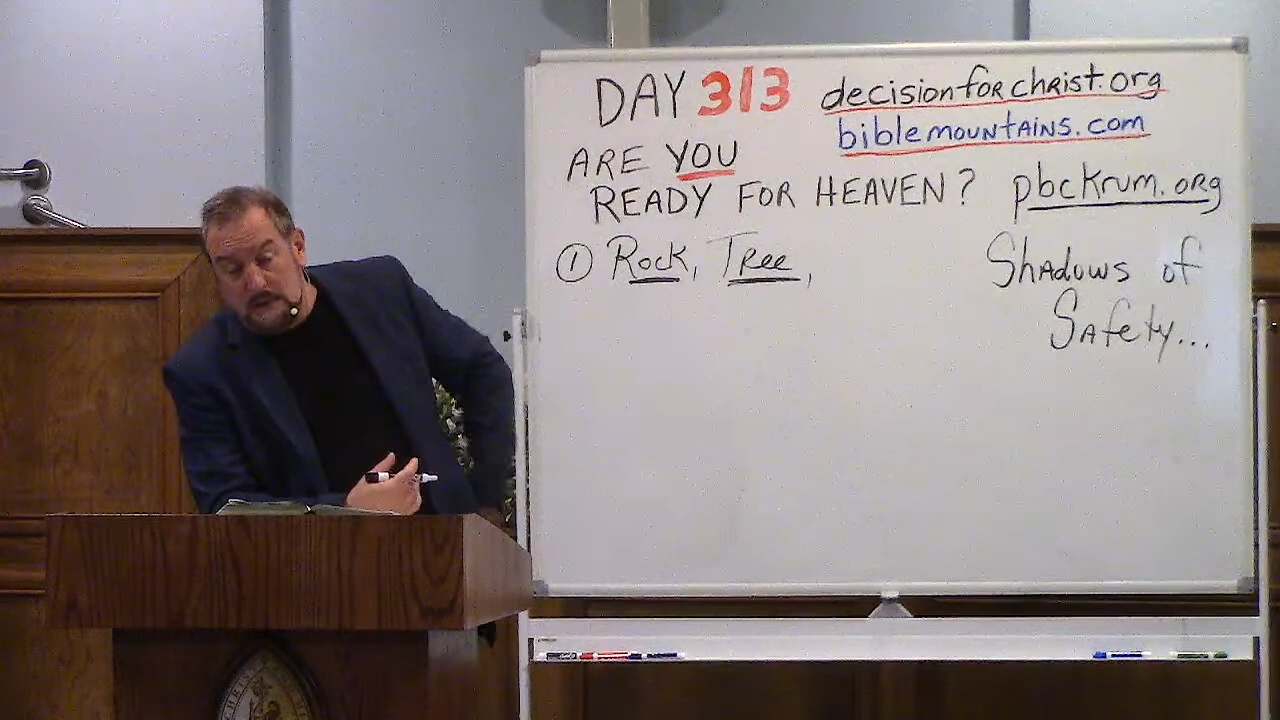 DAY 313 decisionforchrist.org
biblemountains.com
ARE YOU
READY FOR HEAVEN? pbckrum.org
① Rock, Tree, Shadows of
Safety...
CHRIST